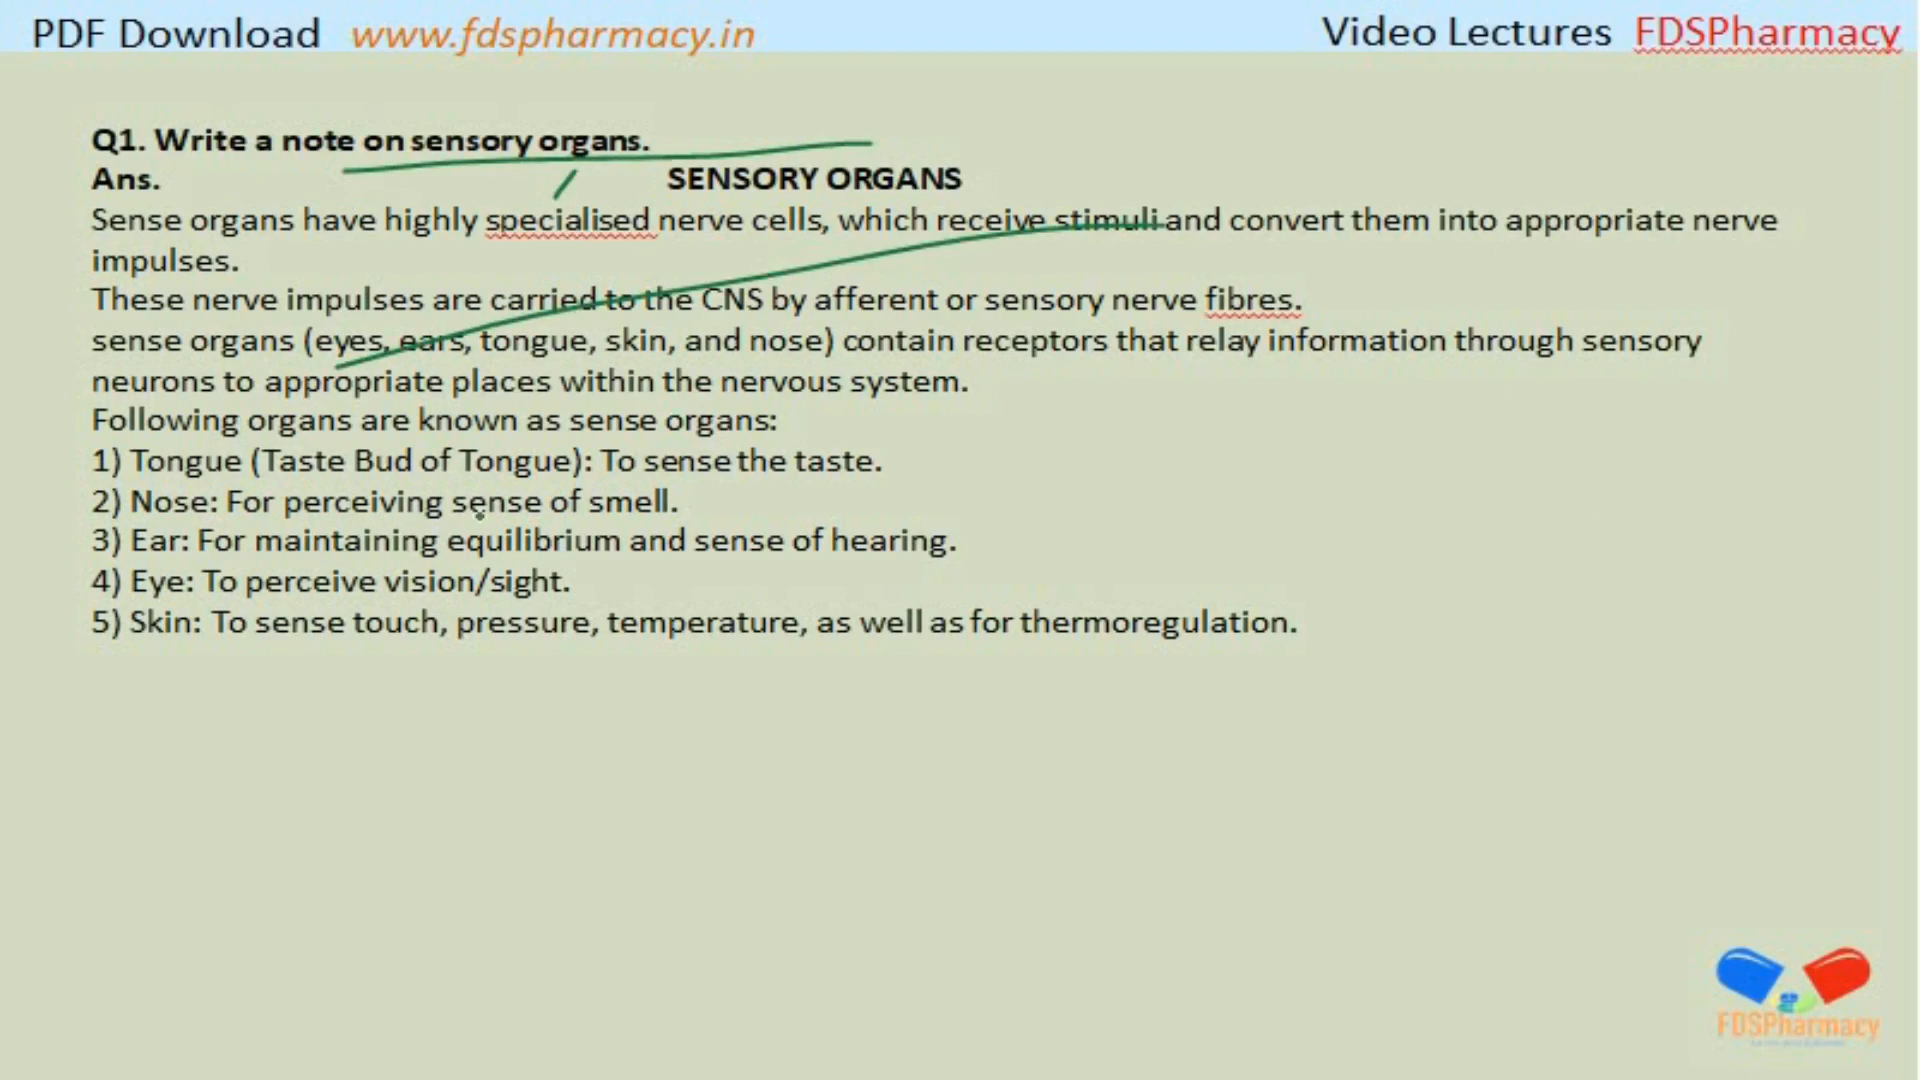 PDF Download www.fdspharmacy.in Video Lectures FDSPharmacy
Q1. Write a note on sensory organs.
Ans. SENSORY ORGANS
Sense organs have highly specialised nerve cells, which receive stimuli and convert them into appropriate nerve
impulses.
These nerve impulses are carried to the CNS by afferent or sensory nerve fibres.
sense organs (eyes, ears, tongue, skin, and nose) contain receptors that relay information through sensory
neurons to appropriate places within the nervous system.
Following organs are known as sense organs:
1) Tongue (Taste Bud of Tongue): To sense the taste.
2) Nose: For perceiving sense of smell.
3) Ear: For maintaining equilibrium and sense of hearing.
4) Eye: To perceive vision/sight.
5) Skin: To sense touch, pressure, temperature, as well as for thermoregulation.
FDSPharmacy